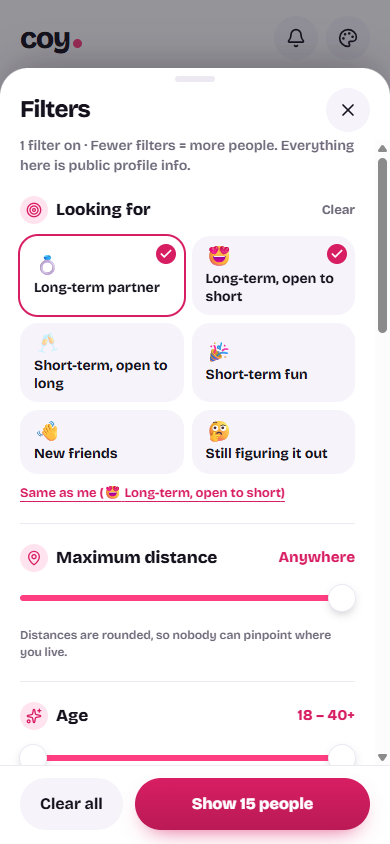 coy.
Filters
1 filter on · Fewer filters = more people. Everything
here is public profile info.
Looking for
Clear
Long-term partner
Long-term, open to
short
Short-term, open to
long
Short-term fun
New friends
Still figuring it out
Same as me (😍 Long-term, open to short)
Maximum distance
Anywhere
Distances are rounded, so nobody can pinpoint where
you live.
Age
18 – 40+
Clear all
Show 15 people